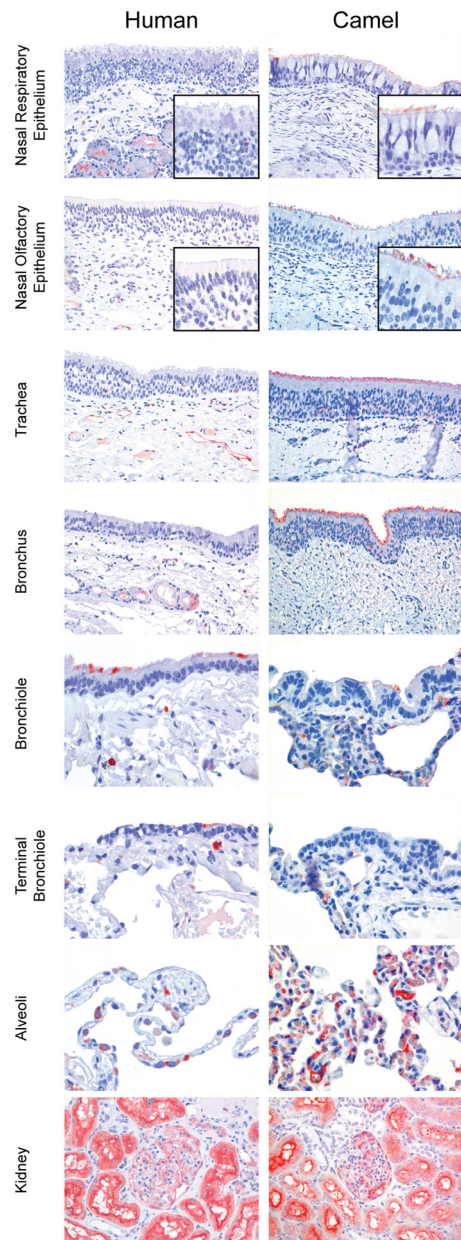 Human
Camel
Nasal Respiratory
Epithelium
Nasal Olfactory
Epithelium
Trachea
Bronchus
Bronchiole
Terminal
Bronchiole
Alveoli
Kidney